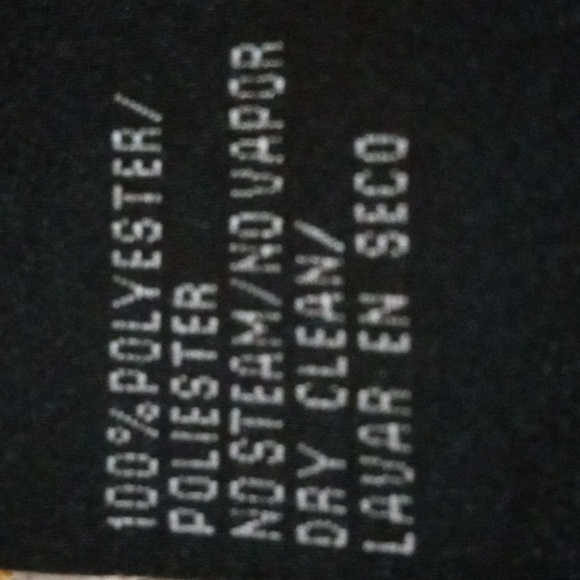 100%POLYESTER/
POLIESTER
NO STEAM/NO VAPOR
DRY CLEAN/
LAVAR EN SECO